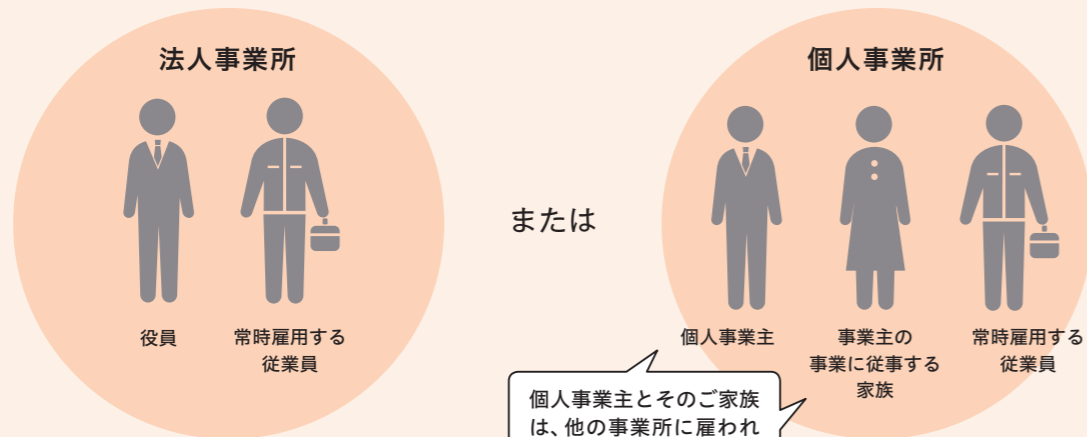 法人事業所
役員
常時雇用する
従業員
または
個人事業所
個人事業主
事業主の
事業に従事する
家族
常時雇用する
従業員
個人事業主とそのご家族
は、他の事業所に雇われ